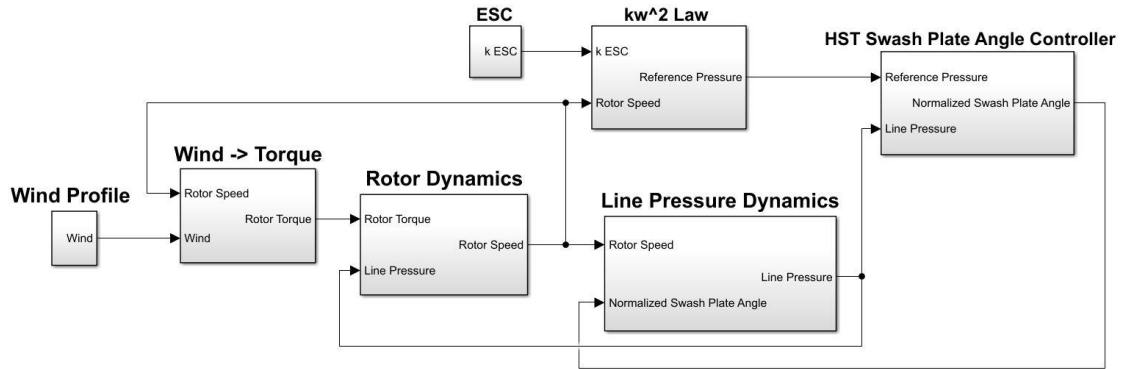 ESC
k ESC
kw^2 Law
k ESC
Reference Pressure
Rotor Speed
HST Swash Plate Angle Controller
Reference Pressure
Normalized Swash Plate Angle
Line Pressure
Wind Profile
Wind
Wind -> Torque
Rotor Speed
Rotor Torque
Wind
Rotor Dynamics
Rotor Torque
Rotor Speed
Line Pressure
Line Pressure Dynamics
Rotor Speed
Line Pressure
Normalized Swash Plate Angle